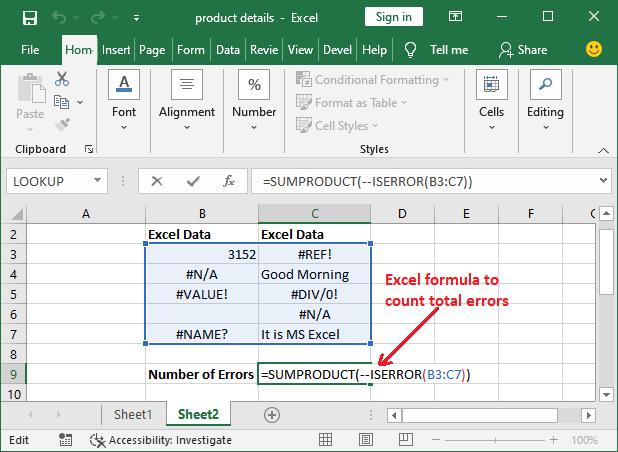 product details - Excel
Sign in
File Hom Insert Page Form Data Revie View Devel Help Tell me Share
Paste
Clipboard
Font
Alignment
%
Number
Conditional Formatting
Format as Table
Cell Styles
Styles
Cells
Editing
LOOKUP
fx
=SUMPRODUCT(--ISERROR(B3:C7))
A B C D E F G
2 Excel Data Excel Data
3 3152 #REF!
4 #N/A Good Morning
5 #VALUE! #DIV/0!
6 #N/A
7 #NAME? It is MS Excel
8
9 Number of Errors =SUMPRODUCT(--ISERROR(B3:C7))
10
Excel formula to
count total errors
Sheet1 Sheet2
Edit Accessibility: Investigate 100%